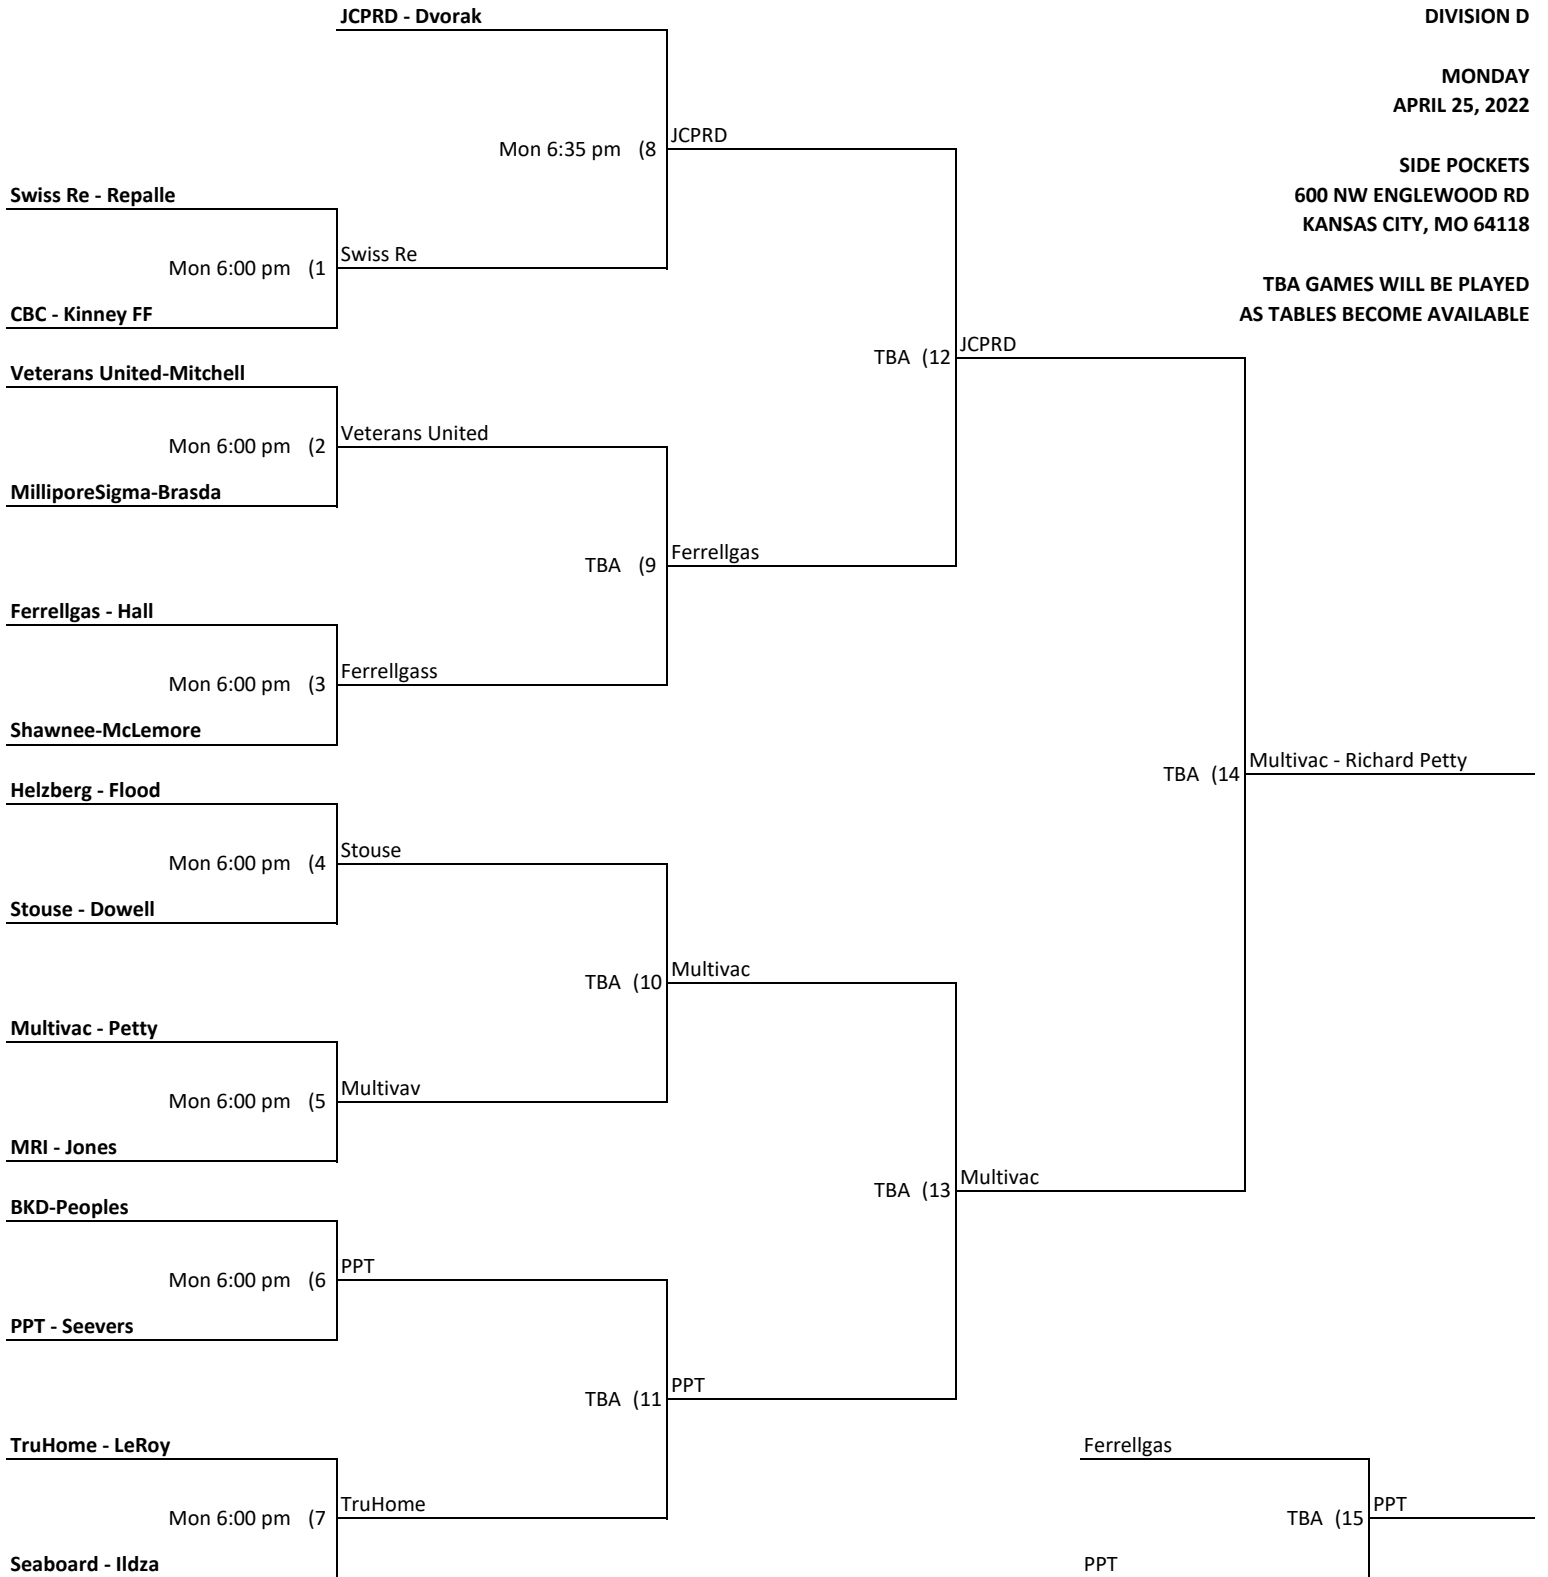 JCPRD - Dvorak
DIVISION D
MONDAY
APRIL 25, 2022
Mon 6:35 pm (8
JCPRD
SIDE POCKETS
Swiss Re - Repalle
600 NW ENGLEWOOD RD
KANSAS CITY, MO 64118
Mon 6:00 pm (1
Swiss Re
TBA GAMES WILL BE PLAYED
CBC - Kinney FF
AS TABLES BECOME AVAILABLE
TBA (12
JCPRD
Veterans United-Mitchell
Mon 6:00 pm (2
Veterans United
MilliporeSigma-Brasda
TBA (9
Ferrellgas
Ferrellgas - Hall
Mon 6:00 pm (3
Ferrellgass
Shawnee-McLemore
TBA (14
Multivac - Richard Petty
Helzberg - Flood
Mon 6:00 pm (4
Stouse
Stouse - Dowell
TBA (10
Multivac
Multivac - Petty
Mon 6:00 pm (5
Multivav
MRI - Jones
TBA (13
Multivac
BKD-Peoples
Mon 6:00 pm (6
PPT
PPT - Seevers
TBA (11
PPT
TruHome - LeRoy
Ferrellgas
Mon 6:00 pm (7
TruHome
TBA (15
PPT
Seaboard - Ildza
PPT